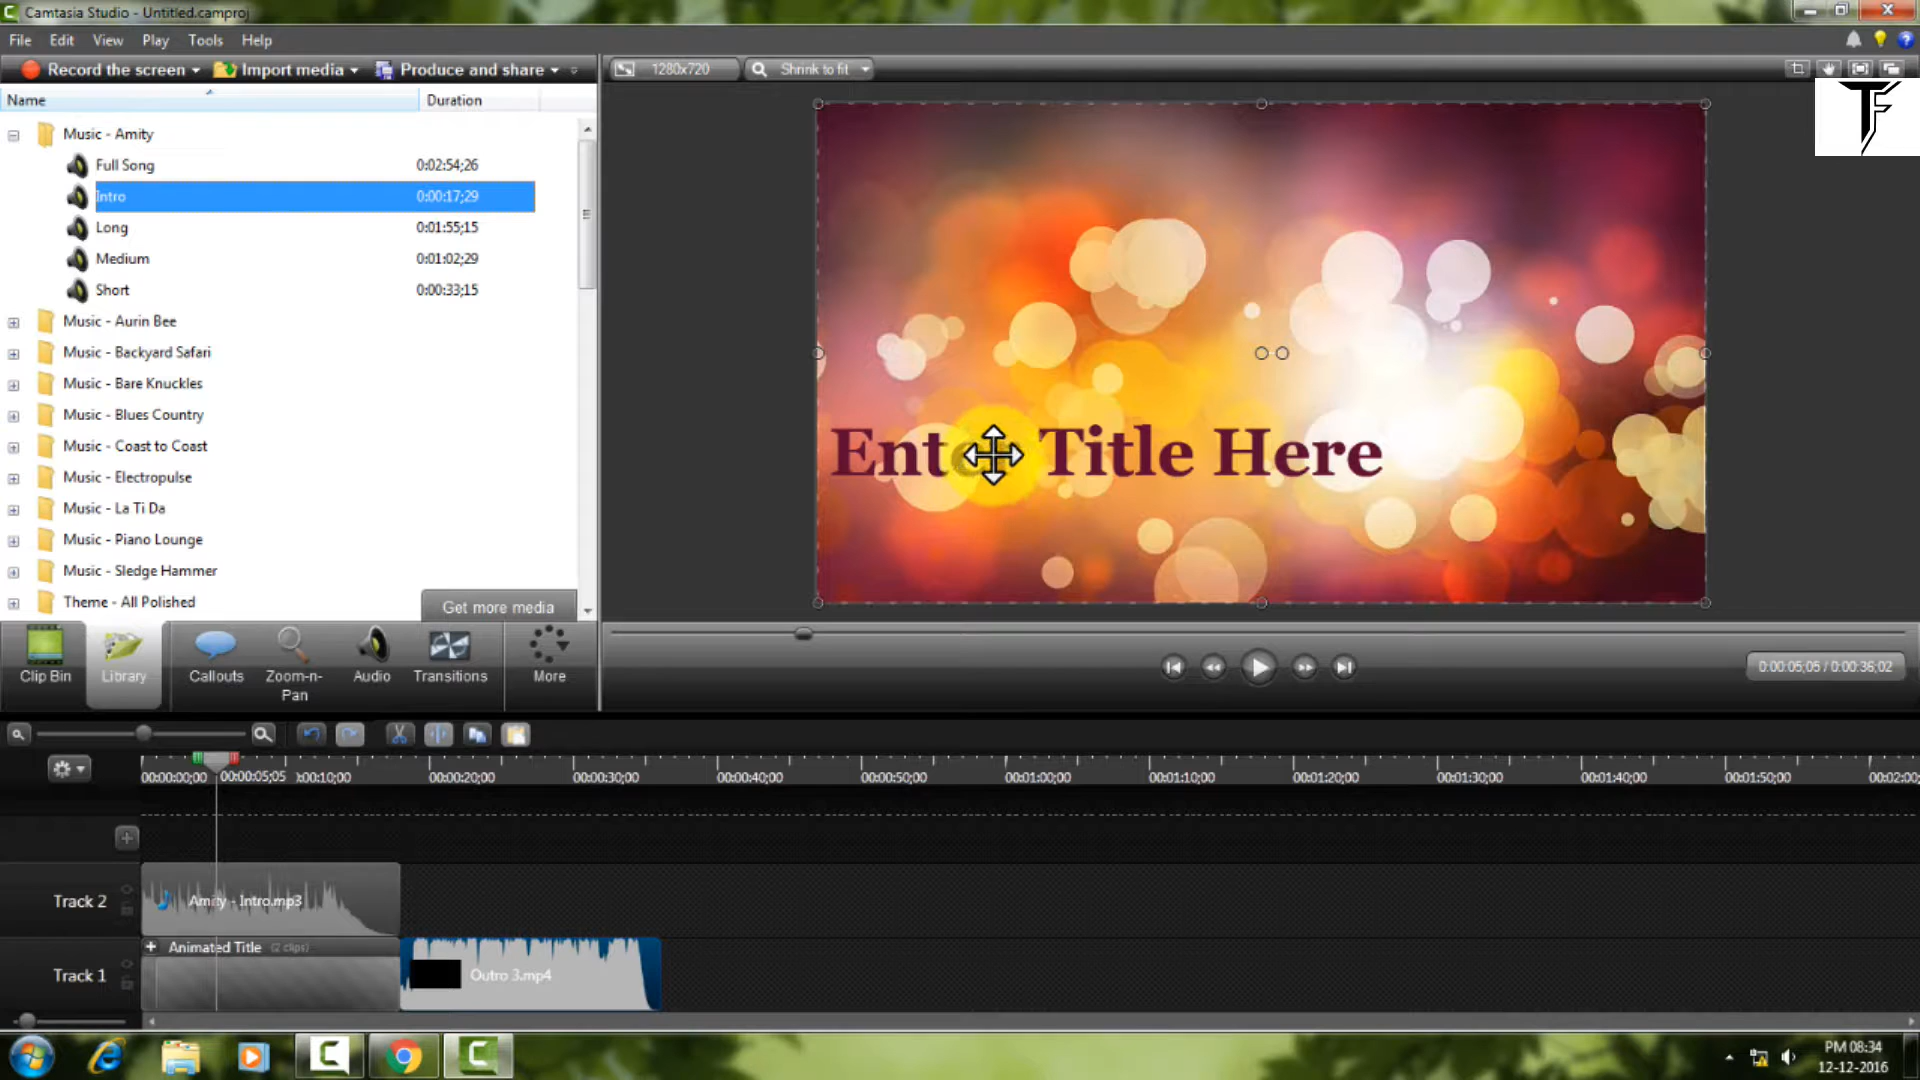 Camtasia Studio - Untitled.camproj
File Edit View Play Tools Help
Record the screen Import media Produce and share
1280x720 Shrink to fit
TF
Name Duration
Music - Amity
Full Song 0:02:54;26
Intro 0:00:17;29
Long 0:01:55;15
Medium 0:01:02;29
Short 0:00:33;15
Music - Aurin Bee
Music - Backyard Safari
Music - Bare Knuckles
Music - Blues Country
Music - Coast to Coast
Music - Electropulse
Music - La Ti Da
Music - Piano Lounge
Music - Sledge Hammer
Theme - All Polished
Get more media
Enter Title Here
Clip Bin Library Callouts Zoom-n-Pan Audio Transitions More
0:00:05;05 / 0:00:36;02
00:00:00;00 00:00:05;05 00:00:10;00 00:00:20;00 00:00:30;00 00:00:40;00 00:00:50;00 00:01:00;00 00:01:10;00 00:01:20;00 00:01:30;00 00:01:40;00 00:01:50;00 00:02:00;
Track 2 Amity - Intro.mp3
Animated Title (2 clips)
Track 1 Outro 3.mp4
PM 08:34
12-12-2016